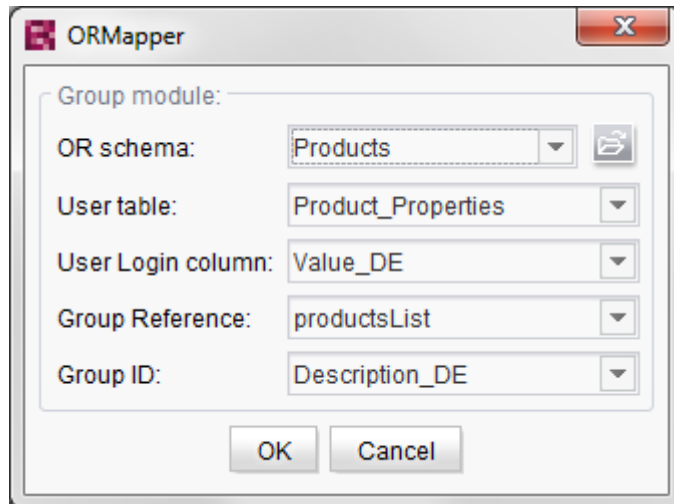 ORMapper
Group module:
OR schema: Products
User table: Product_Properties
User Login column: Value_DE
Group Reference: productsList
Group ID: Description_DE
OK Cancel